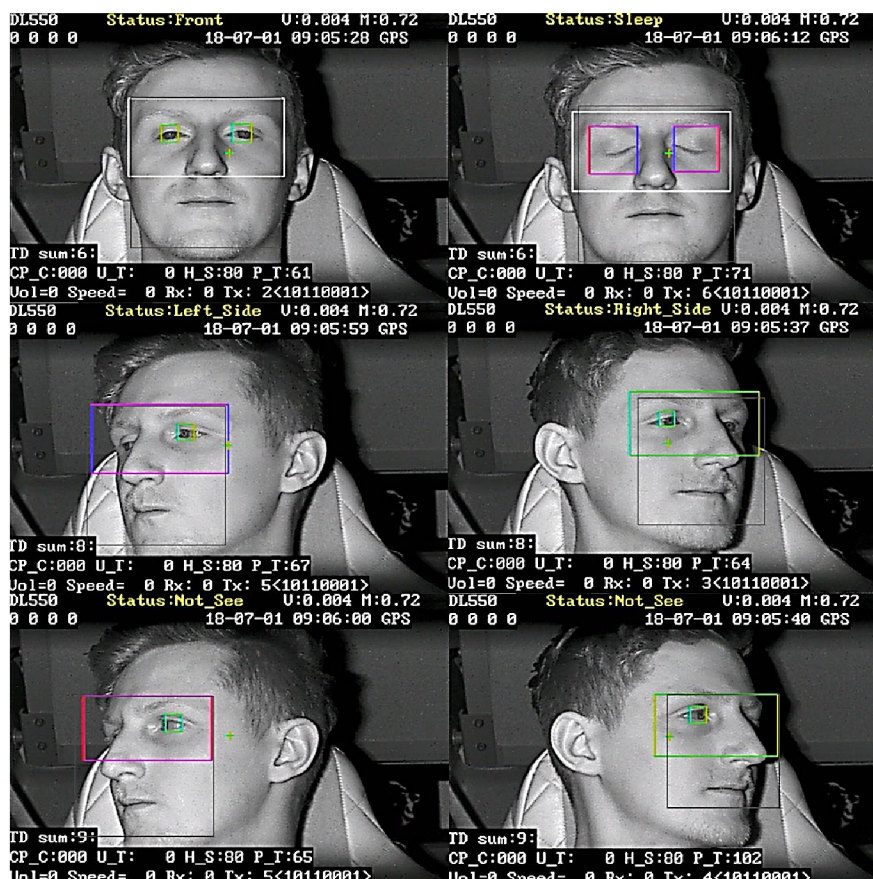 DL550 Status:Front V:0.004 M:0.72
0 0 0 0 18-07-01 09:05:28 GPS
TD sum:6:
CP_C:000 U_T: 0 H_S:80 P_T:61
Vol=0 Speed= 0 Rx: 0 Tx: 2<10110001>
DL550 Status:Sleep V:0.004 M:0.72
0 0 0 0 18-07-01 09:06:12 GPS
TD sum:6:
CP_C:000 U_T: 0 H_S:80 P_T:71
Vol=0 Speed= 0 Rx: 0 Tx: 6<10110001>
DL550 Status:Left_Side V:0.004 M:0.72
0 0 0 0 18-07-01 09:05:59 GPS
TD sum:8:
CP_C:000 U_T: 0 H_S:80 P_T:67
Vol=0 Speed= 0 Rx: 0 Tx: 5<10110001>
DL550 Status:Right_Side V:0.004 M:0.72
0 0 0 0 18-07-01 09:05:37 GPS
TD sum:8:
CP_C:000 U_T: 0 H_S:80 P_T:64
Vol=0 Speed= 0 Rx: 0 Tx: 3<10110001>
DL550 Status:Not_See V:0.004 M:0.72
0 0 0 0 18-07-01 09:06:00 GPS
TD sum:9:
CP_C:000 U_T: 0 H_S:80 P_T:65
Vol=0 Speed= 0 Rx: 0 Tx: 5<10110001>
DL550 Status:Not_See V:0.004 M:0.72
0 0 0 0 18-07-01 09:05:40 GPS
TD sum:9:
CP_C:000 U_T: 0 H_S:80 P_T:102
Vol=0 Speed= 0 Rx: 0 Tx: 4<10110001>